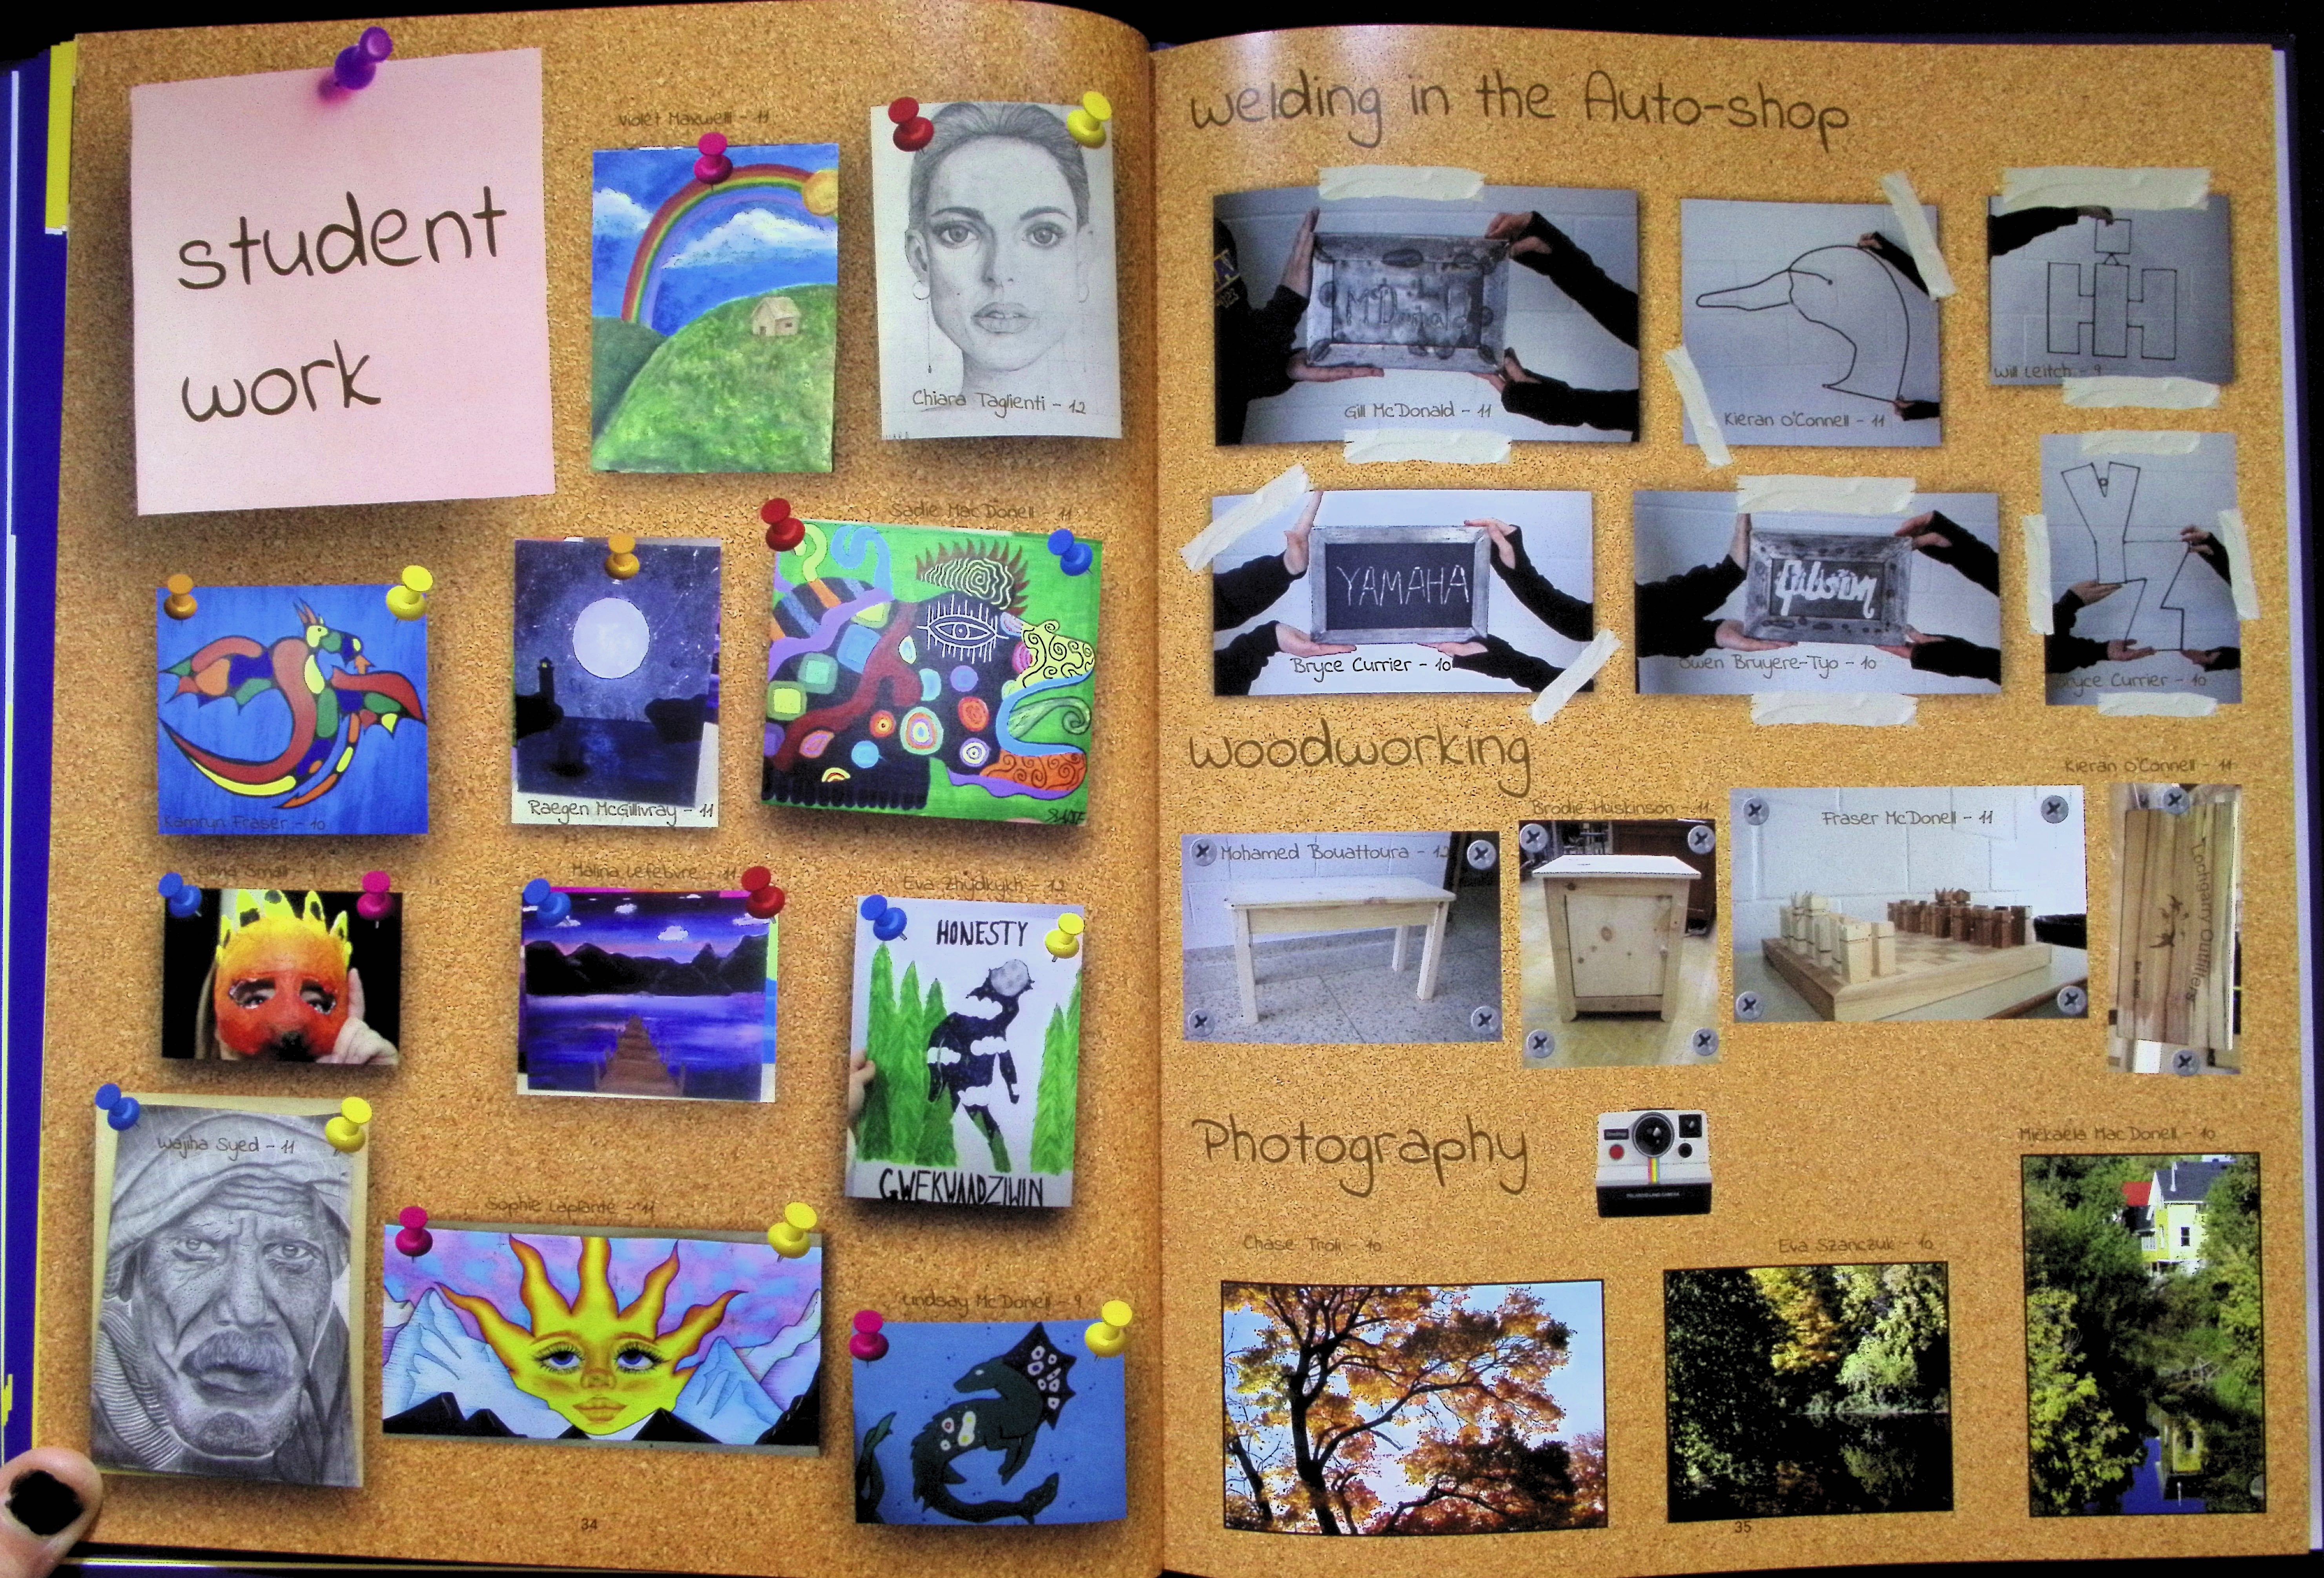 student
work
Violet Maxwell - 11
Chiara Taglienti - 12
Sadie MacDonell - 11
Kamryn Fraser - 10
Raegen McGillivray - 11
Olivia Small - 9
Malina Lefebvre - 11
Eva Zhydkykh - 12
HONESTY
GWEKWAADZIWIN
Wajiha Syed - 11
Sophie Laplante - 11
Lindsay McDonell - 9
34
welding in the Auto-shop
McDonald
Gill McDonald - 11
Kieran O'Connell - 11
Will Leitch - 9
YAMAHA
Bryce Currier - 10
Gibson
Owen Bruyere-Tyo - 10
Bryce Currier - 10
woodworking
Mohamed Bouattoura - 12
Brodie Huskinson - 11
Fraser McDonell - 11
Kieran O'Connell - 11
Lochgarry Outfitters
Photography
Chase Troli - 10
Eva Szanczuk - 10
Mickaela MacDonell - 10
35